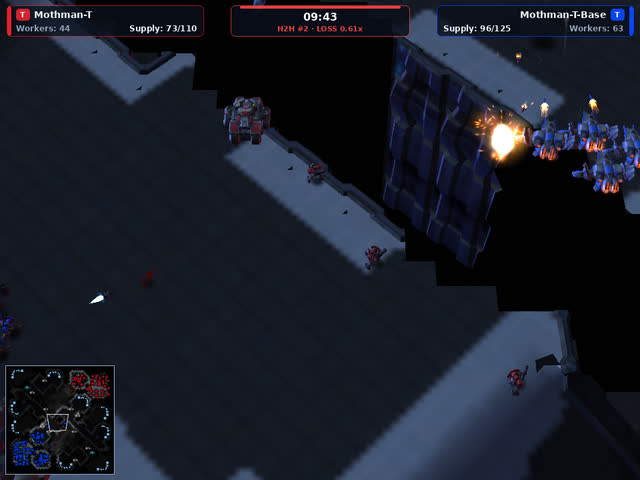 T Mothman-T
Workers: 44 Supply: 73/110
09:43
H2H #2 · LOSS 0.61x
Mothman-T-Base T
Supply: 96/125 Workers: 63